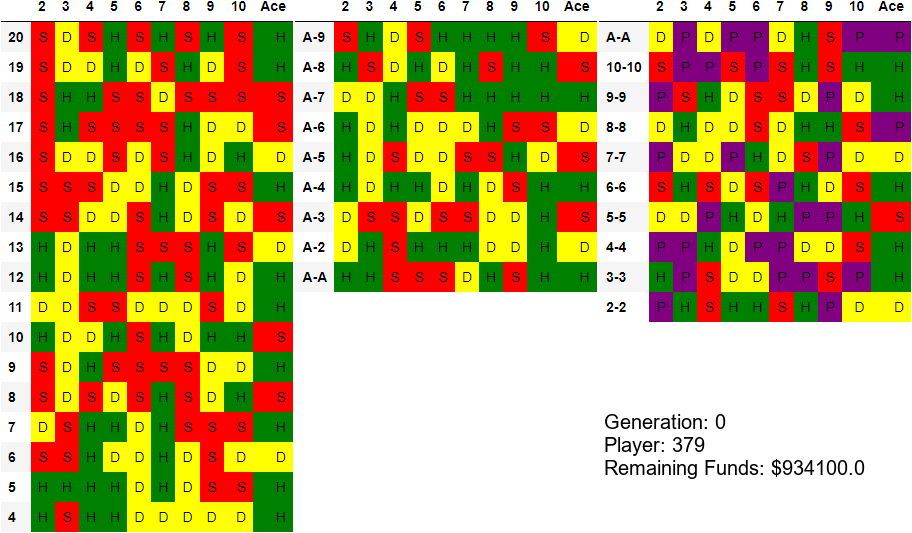 2 3 4 5 6 7 8 9 10 Ace
20 S D S H S H S H S H
19 S D D H D S H D S H
18 S H H S S D S S S S
17 S H S S S S H D D S
16 S D D S D S H D H D
15 S S S D D H D S S H
14 S S D D S H D S D S
13 H D H H S S S H S D
12 H D H H S H S H D H
11 D D S S D D D S D H
10 H D D H S H D H H S
9 S D H S S S S D D H
8 S D S D S H S D H S
7 D S H H D H S S S H
6 S S H D D H D S D D
5 H H H H D H D S S H
4 H S H H D D D D D H
2 3 4 5 6 7 8 9 10 Ace
A-9 S H D S H H H H S D
A-8 H S D H D H S H H S
A-7 D D H S S H H H H H
A-6 H D H D D D H S S D
A-5 H D S D D S S H D S
A-4 H D H H D H D S H H
A-3 D S S D S S D D H S
A-2 D H S H H H D D H D
A-A H H S S S D H S H H
2 3 4 5 6 7 8 9 10 Ace
A-A D P D P P D H S P P
10-10 S P P S P S H S H H
9-9 P S H D S S D P D H
8-8 D H D D S D H H S P
7-7 P D D P H D S P D D
6-6 S H S D S P H D S H
5-5 D D P H D H P P H S
4-4 P P H D P P D D S H
3-3 H P S D D P P S P H
2-2 P H S H H S H P D D
Generation: 0
Player: 379
Remaining Funds: $934100.0